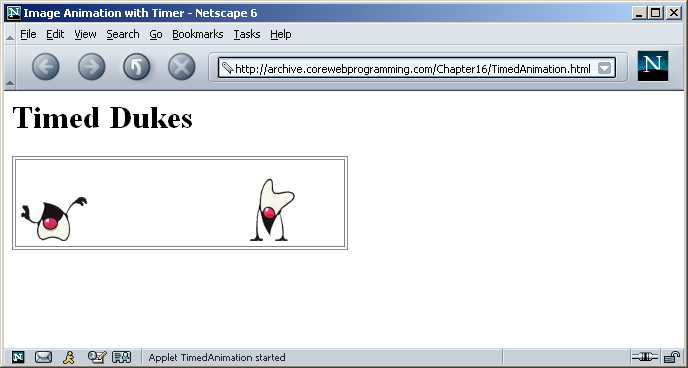 Image Animation with Timer - Netscape 6
File Edit View Search Go Bookmarks Tasks Help
http://archive.corewebprogramming.com/Chapter16/TimedAnimation.html
N
Timed Dukes
N
Applet TimedAnimation started